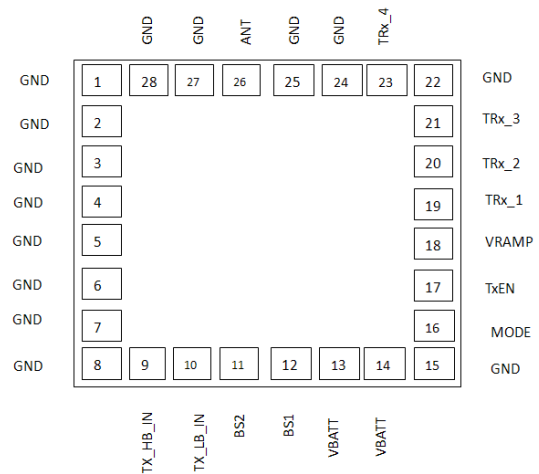 GND GND ANT GND GND TRx_4
GND 1 28 27 26 25 24 23 22 GND
GND 2 21 TRx_3
GND 3 20 TRx_2
GND 4 19 TRx_1
GND 5 18 VRAMP
GND 6 17 TxEN
GND 7 16 MODE
GND 8 9 10 11 12 13 14 15 GND
TX_HB_IN TX_LB_IN BS2 BS1 VBATT VBATT